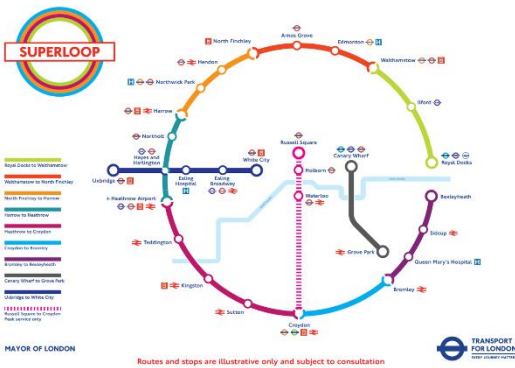 SUPERLOOP
North Finchley
Arnos Grove
Edmonton
Hendon
Walthamstow
Northwick Park
Harrow
Ilford
Northolt
Russell Square
Canary Wharf
Royal Docks
Hayes and
Harlington
White City
Holborn
Uxbridge
Ealing
Hospital
Ealing
Broadway
Heathrow Airport
Waterloo
Bexleyheath
Sidcup
Teddington
Grove Park
Queen Mary's Hospital
Kingston
Bromley
Sutton
Croydon
Royal Docks to Walthamstow
Walthamstow to North Finchley
North Finchley to Harrow
Harrow to Heathrow
Heathrow to Croydon
Croydon to Bromley
Bromley to Bexleyheath
Canary Wharf to Grove Park
Uxbridge to White City
Russell Square to Croydon
Peak service only
MAYOR OF LONDON
Routes and stops are illustrative only and subject to consultation
TRANSPORT
FOR LONDON
EVERY JOURNEY MATTERS